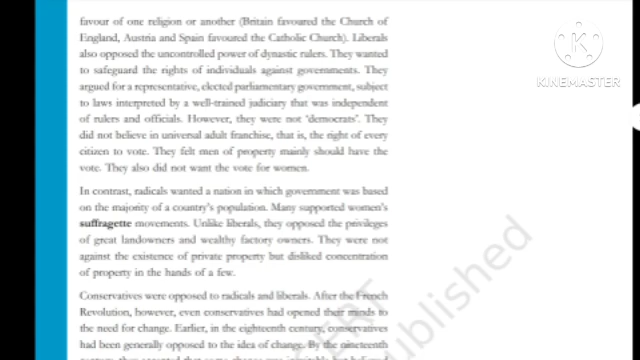 favour of one religion or another (Britain favoured the Church of
England, Austria and Spain favoured the Catholic Church). Liberals
also opposed the uncontrolled power of dynastic rulers. They wanted
to safeguard the rights of individuals against governments. They
argued for a representative, elected parliamentary government, subject
to laws interpreted by a well-trained judiciary that was independent
of rulers and officials. However, they were not 'democrats'. They
did not believe in universal adult franchise, that is, the right of every
citizen to vote. They felt men of property mainly should have the
vote. They also did not want the vote for women.
In contrast, radicals wanted a nation in which government was based
on the majority of a country's population. Many supported women's
suffragette movements. Unlike liberals, they opposed the privileges
of great landowners and wealthy factory owners. They were not
against the existence of private property but disliked concentration
of property in the hands of a few.
Conservatives were opposed to radicals and liberals. After the French
Revolution, however, even conservatives had opened their minds to
the need for change. Earlier, in the eighteenth century, conservatives
had been generally opposed to the idea of change. By the nineteenth
KINEMASTER